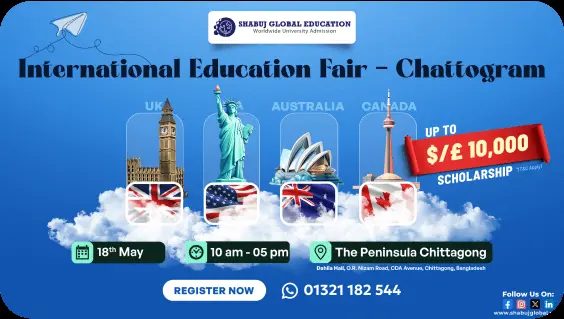 SHABUJ GLOBAL EDUCATION
Worldwide University Admission
International Education Fair - Chattogram
UK
AUSTRALIA
CANADA
UP TO
$/£ 10,000
SCHOLARSHIP *(T&C Apply)
18th May
10 am - 05 pm
The Peninsula Chittagong
Dahlia Hall, O.R. Nizam Road, CDA Avenue, Chittagong, Bangladesh
REGISTER NOW
01321 182 544
Follow Us On:
www.shabujglobal.